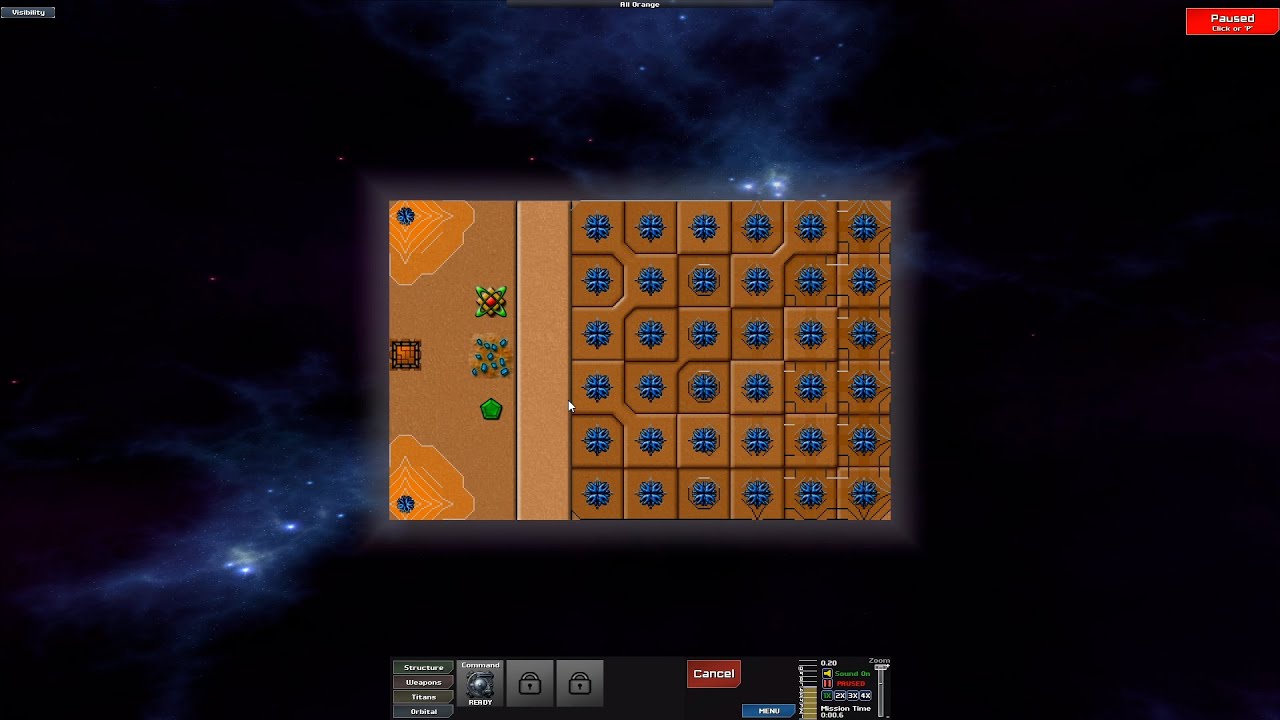 All Orange
Visibility
Paused
Click or 'P'
Structure
Weapons
Titans
Orbital
Command
READY
Cancel
MENU
0.20
Zoom
Sound On
PAUSED
1X 2X 3X 4X
Mission Time
0:00.6